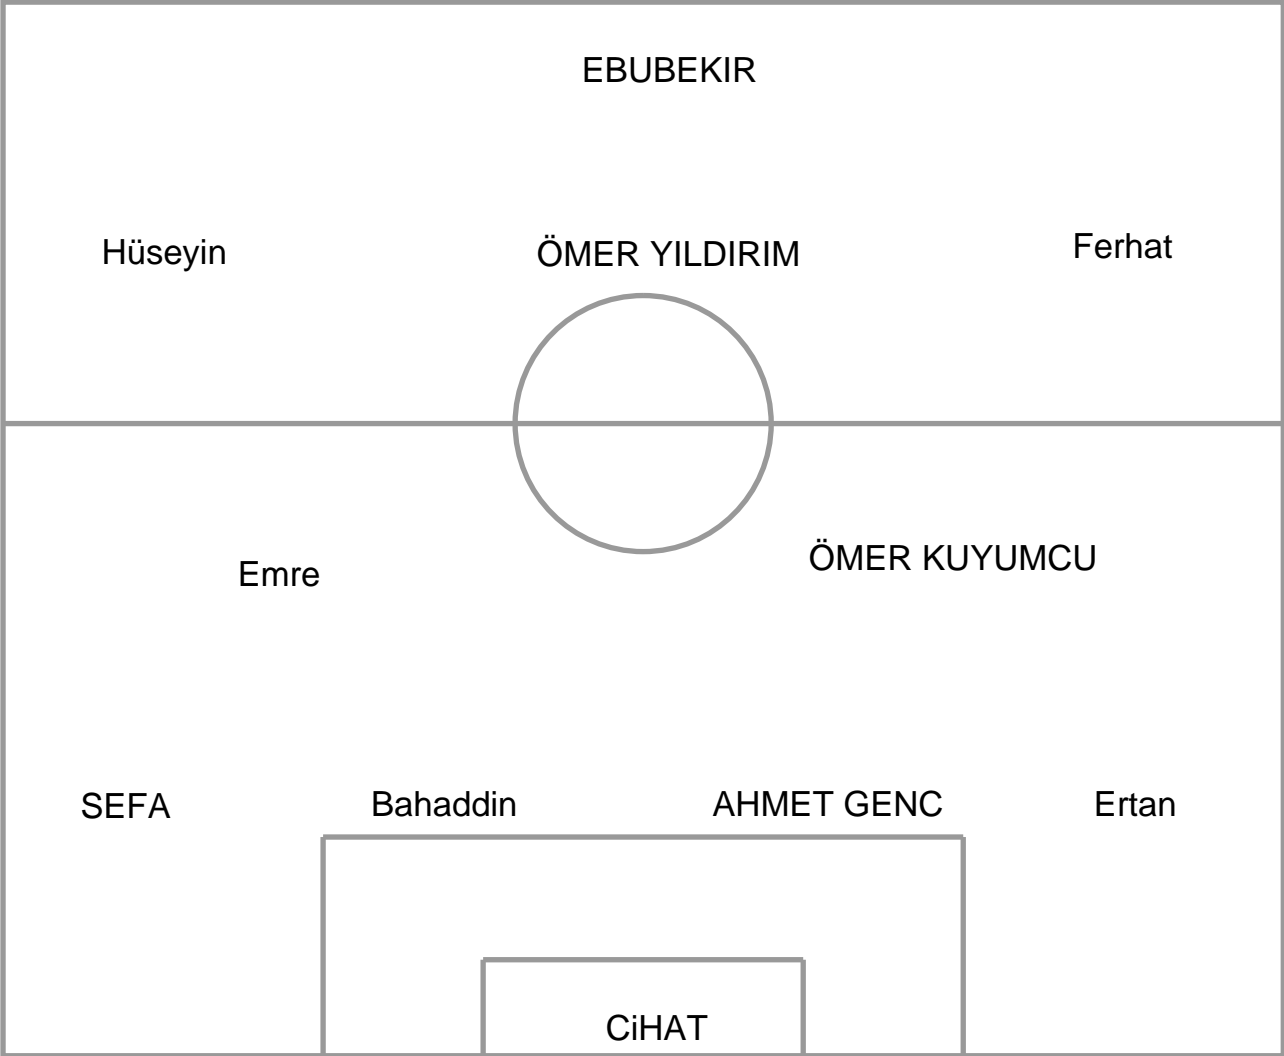 EBUBEKIR
Hüseyin
ÖMER YILDIRIM
Ferhat
Emre
ÖMER KUYUMCU
SEFA
Bahaddin
AHMET GENC
Ertan
CiHAT